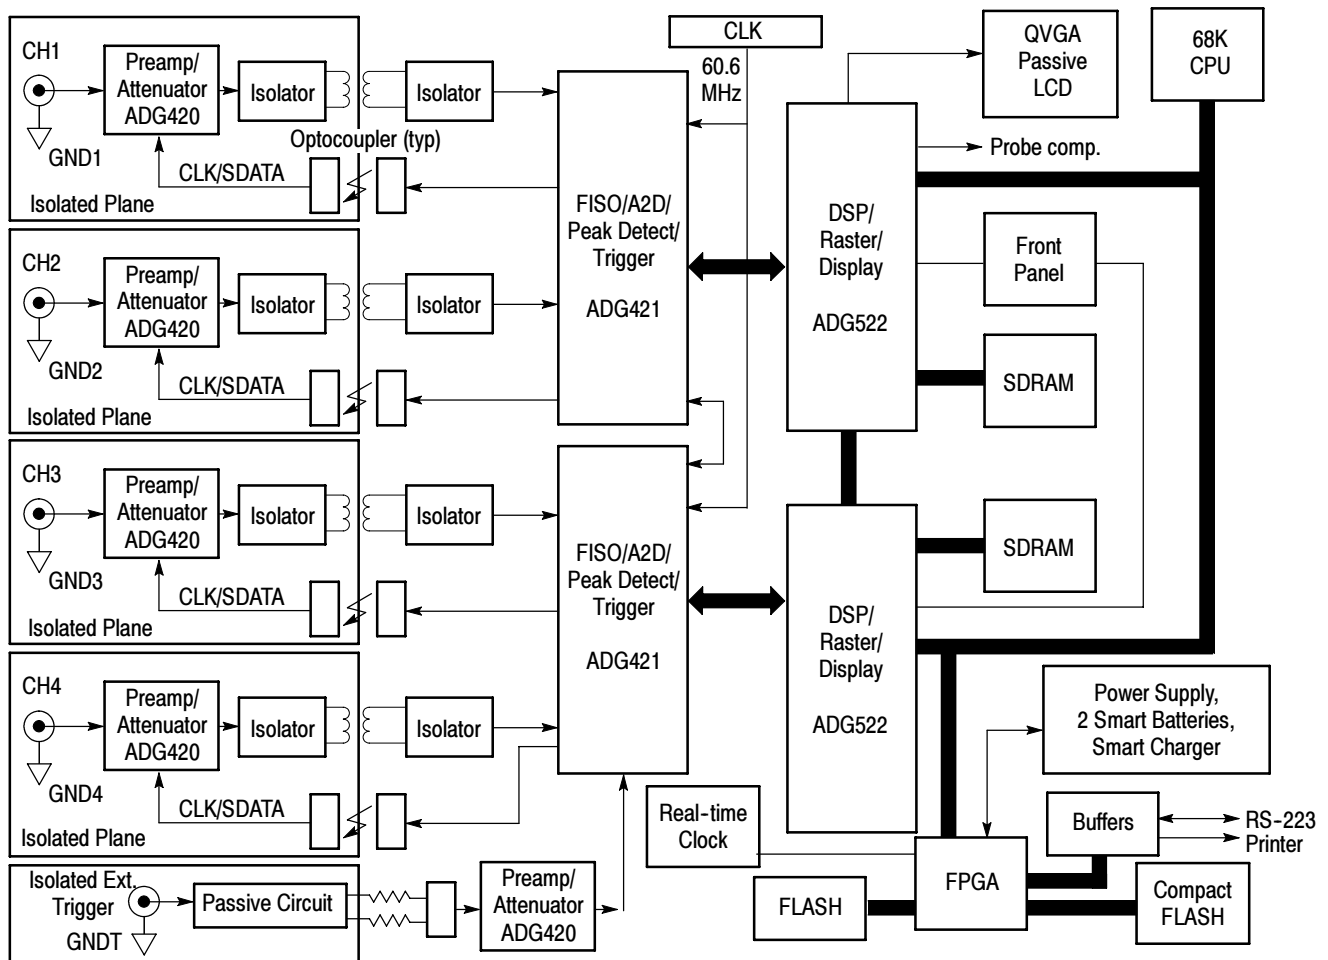 CH1
Preamp/
Attenuator
ADG420
Isolator
Isolator
GND1
Optocoupler (typ)
CLK/SDATA
Isolated Plane
CH2
Preamp/
Attenuator
ADG420
Isolator
Isolator
GND2
CLK/SDATA
Isolated Plane
CH3
Preamp/
Attenuator
ADG420
Isolator
Isolator
GND3
CLK/SDATA
Isolated Plane
CH4
Preamp/
Attenuator
ADG420
Isolator
Isolator
GND4
CLK/SDATA
Isolated Plane
Isolated Ext.
Trigger
GNDT
Passive Circuit
Preamp/
Attenuator
ADG420
CLK
60.6
MHz
FISO/A2D/
Peak Detect/
Trigger
ADG421
FISO/A2D/
Peak Detect/
Trigger
ADG421
DSP/
Raster/
Display
ADG522
DSP/
Raster/
Display
ADG522
QVGA
Passive
LCD
68K
CPU
Probe comp.
Front
Panel
SDRAM
SDRAM
Power Supply,
2 Smart Batteries,
Smart Charger
Real-time
Clock
Buffers
RS-223
Printer
FLASH
FPGA
Compact
FLASH